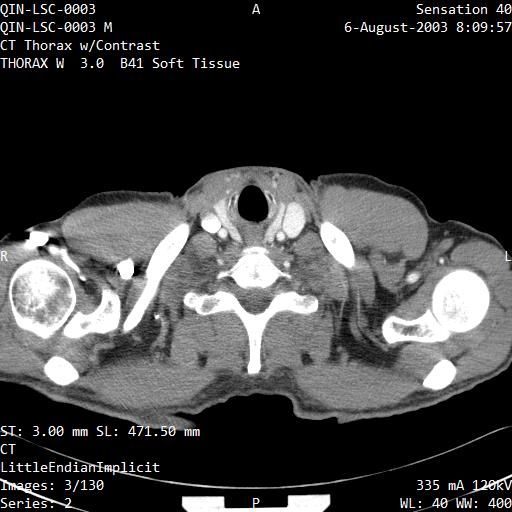 QIN-LSC-0003
A
Sensation 40
QIN-LSC-0003 M
6-August-2003 8:09:57
CT Thorax w/Contrast
THORAX W 3.0 B41 Soft Tissue
R
L
ST: 3.00 mm SL: 471.50 mm
CT
LittleEndianImplicit
Images: 3/130
335 mA 120kV
Series: 2
P
WL: 40 WW: 400